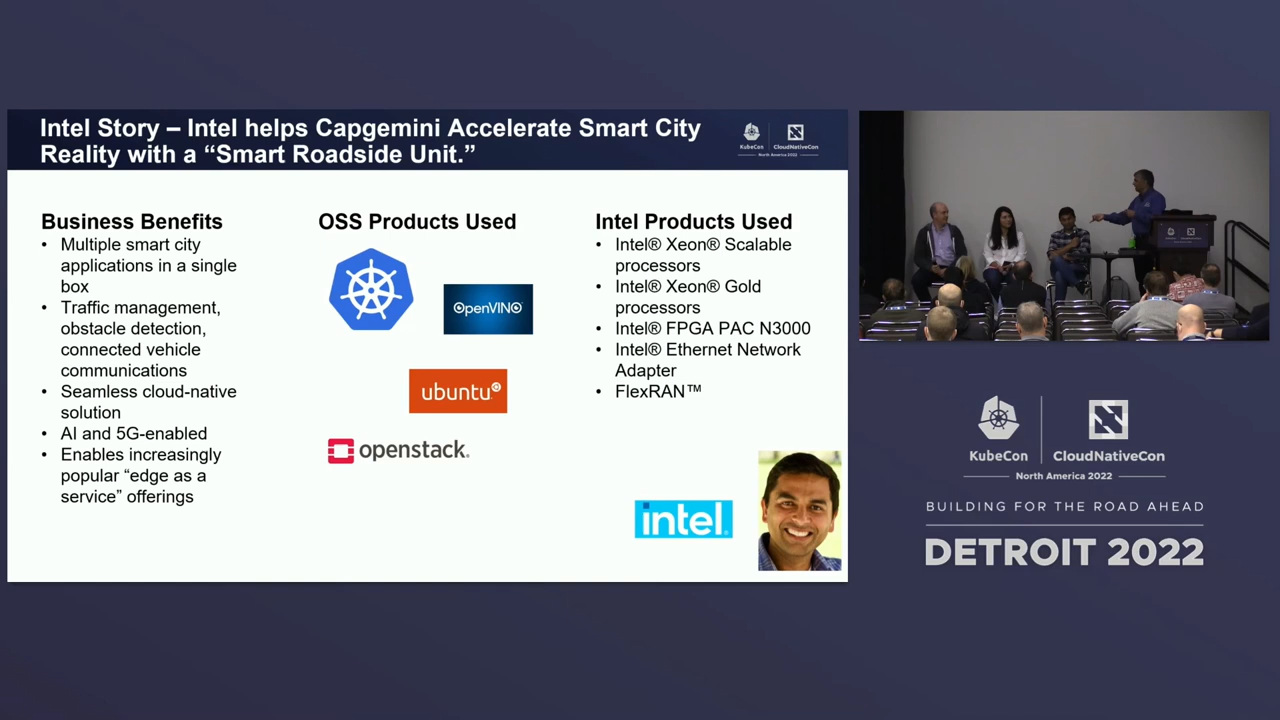 Intel Story – Intel helps Capgemini Accelerate Smart City
Reality with a “Smart Roadside Unit.”
KubeCon
CloudNativeCon
North America 2022
Business Benefits
• Multiple smart city
applications in a single
box
• Traffic management,
obstacle detection,
connected vehicle
communications
• Seamless cloud-native
solution
• AI and 5G-enabled
• Enables increasingly
popular “edge as a
service” offerings
OSS Products Used
OpenVINO
ubuntu
openstack.
Intel Products Used
• Intel® Xeon® Scalable
processors
• Intel® Xeon® Gold
processors
• Intel® FPGA PAC N3000
• Intel® Ethernet Network
Adapter
• FlexRAN™
intel.
KubeCon
CloudNativeCon
North America 2022
BUILDING FOR THE ROAD AHEAD
DETROIT 2022